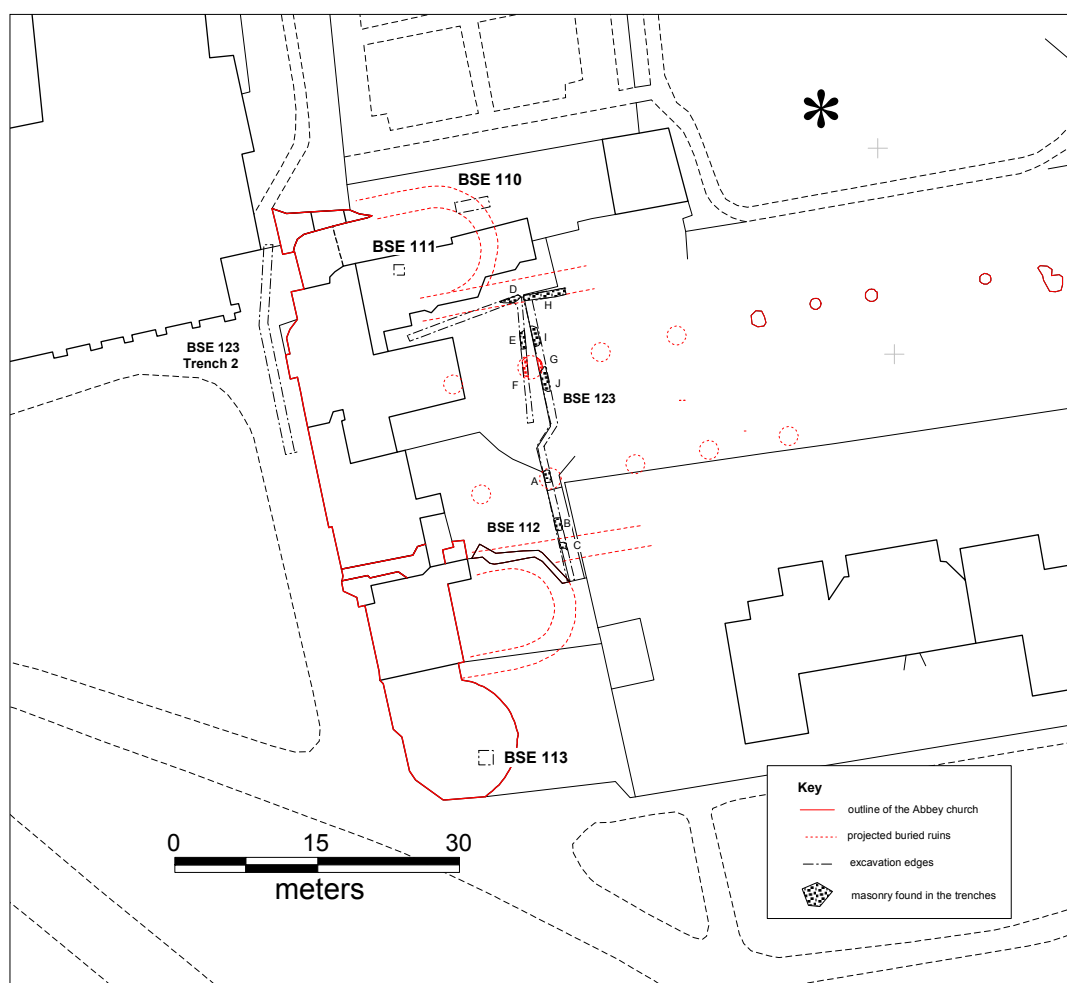 *
BSE 110
BSE 111
D
H
E
I
BSE 123
Trench 2
G
F
J
BSE 123
A
BSE 112
B
C
BSE 113
Key
outline of the Abbey church
projected buried ruins
excavation edges
masonry found in the trenches
0 15 30
meters